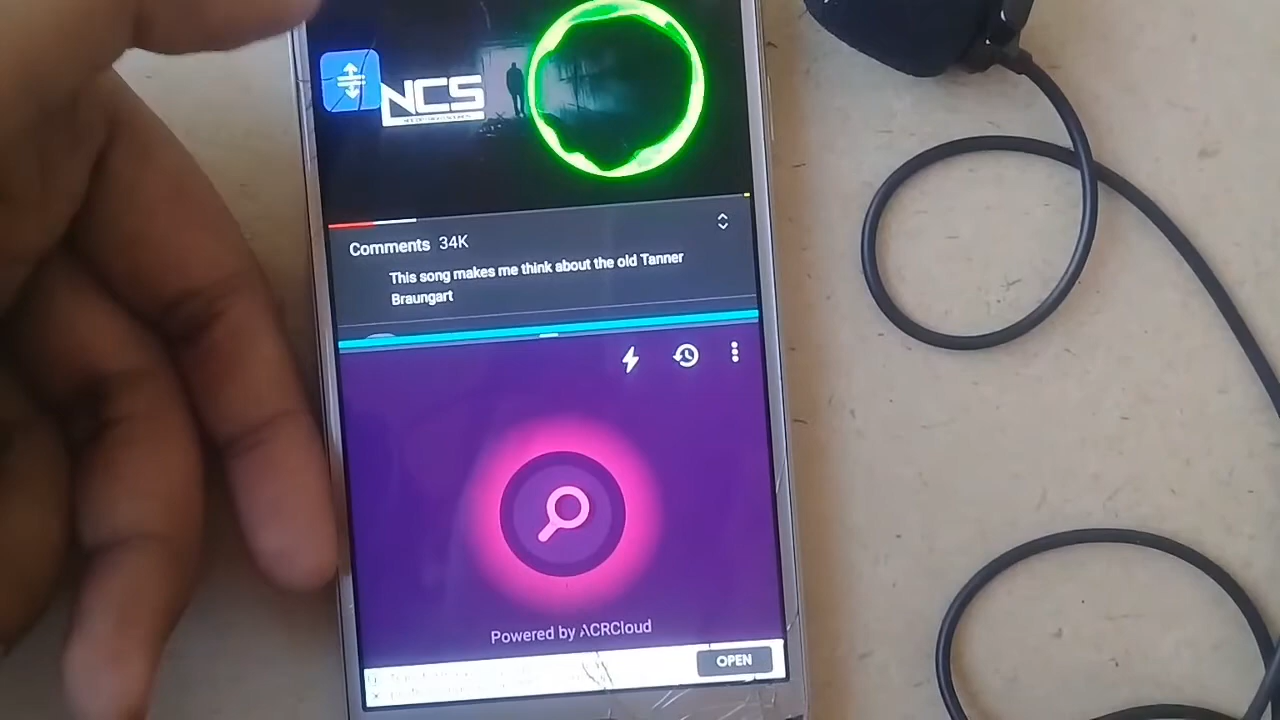 NCS
Comments 34K
This song makes me think about the old Tanner
Braungart
Powered by ACRCloud
OPEN